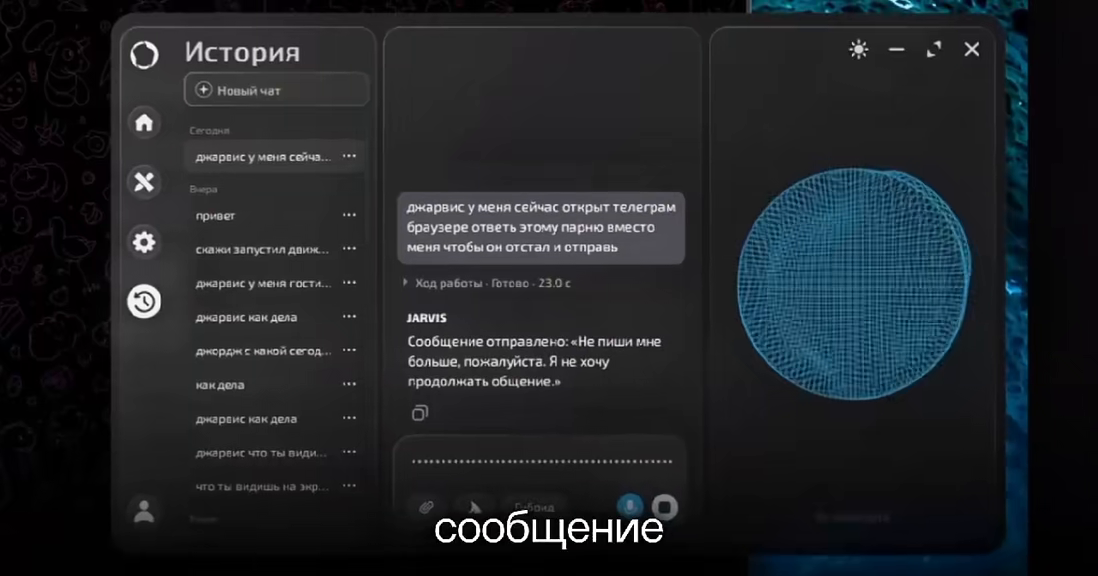 История
Новый чат
Сегодня
джарвис у меня сейча...
Вчера
привет
скажи запустил движ...
джарвис у меня гости...
джарвис как дела
джордж с какой сегод...
как дела
джарвис как дела
джарвис что ты види...
что ты видишь на экр...
джарвис у меня сейчас открыт телеграм
браузере ответь этому парню вместо
меня чтобы он отстал и отправь
Ход работы · Готово · 23.0 с
JARVIS
Сообщение отправлено: «Не пиши мне
больше, пожалуйста. Я не хочу
продолжать общение.»
Гибрид
сообщение